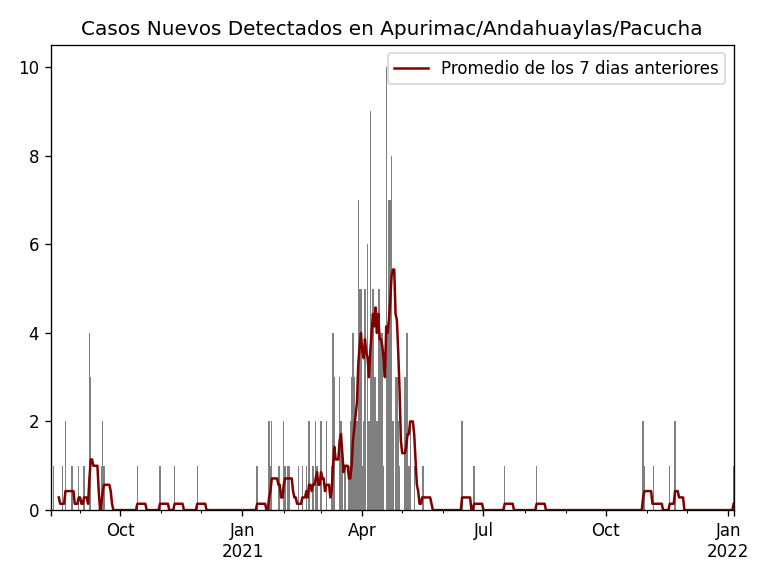 Casos Nuevos Detectados en Apurimac/Andahuaylas/Pacucha
Promedio de los 7 dias anteriores
10
8
6
4
2
0
Oct
Jan
2021
Apr
Jul
Oct
Jan
2022